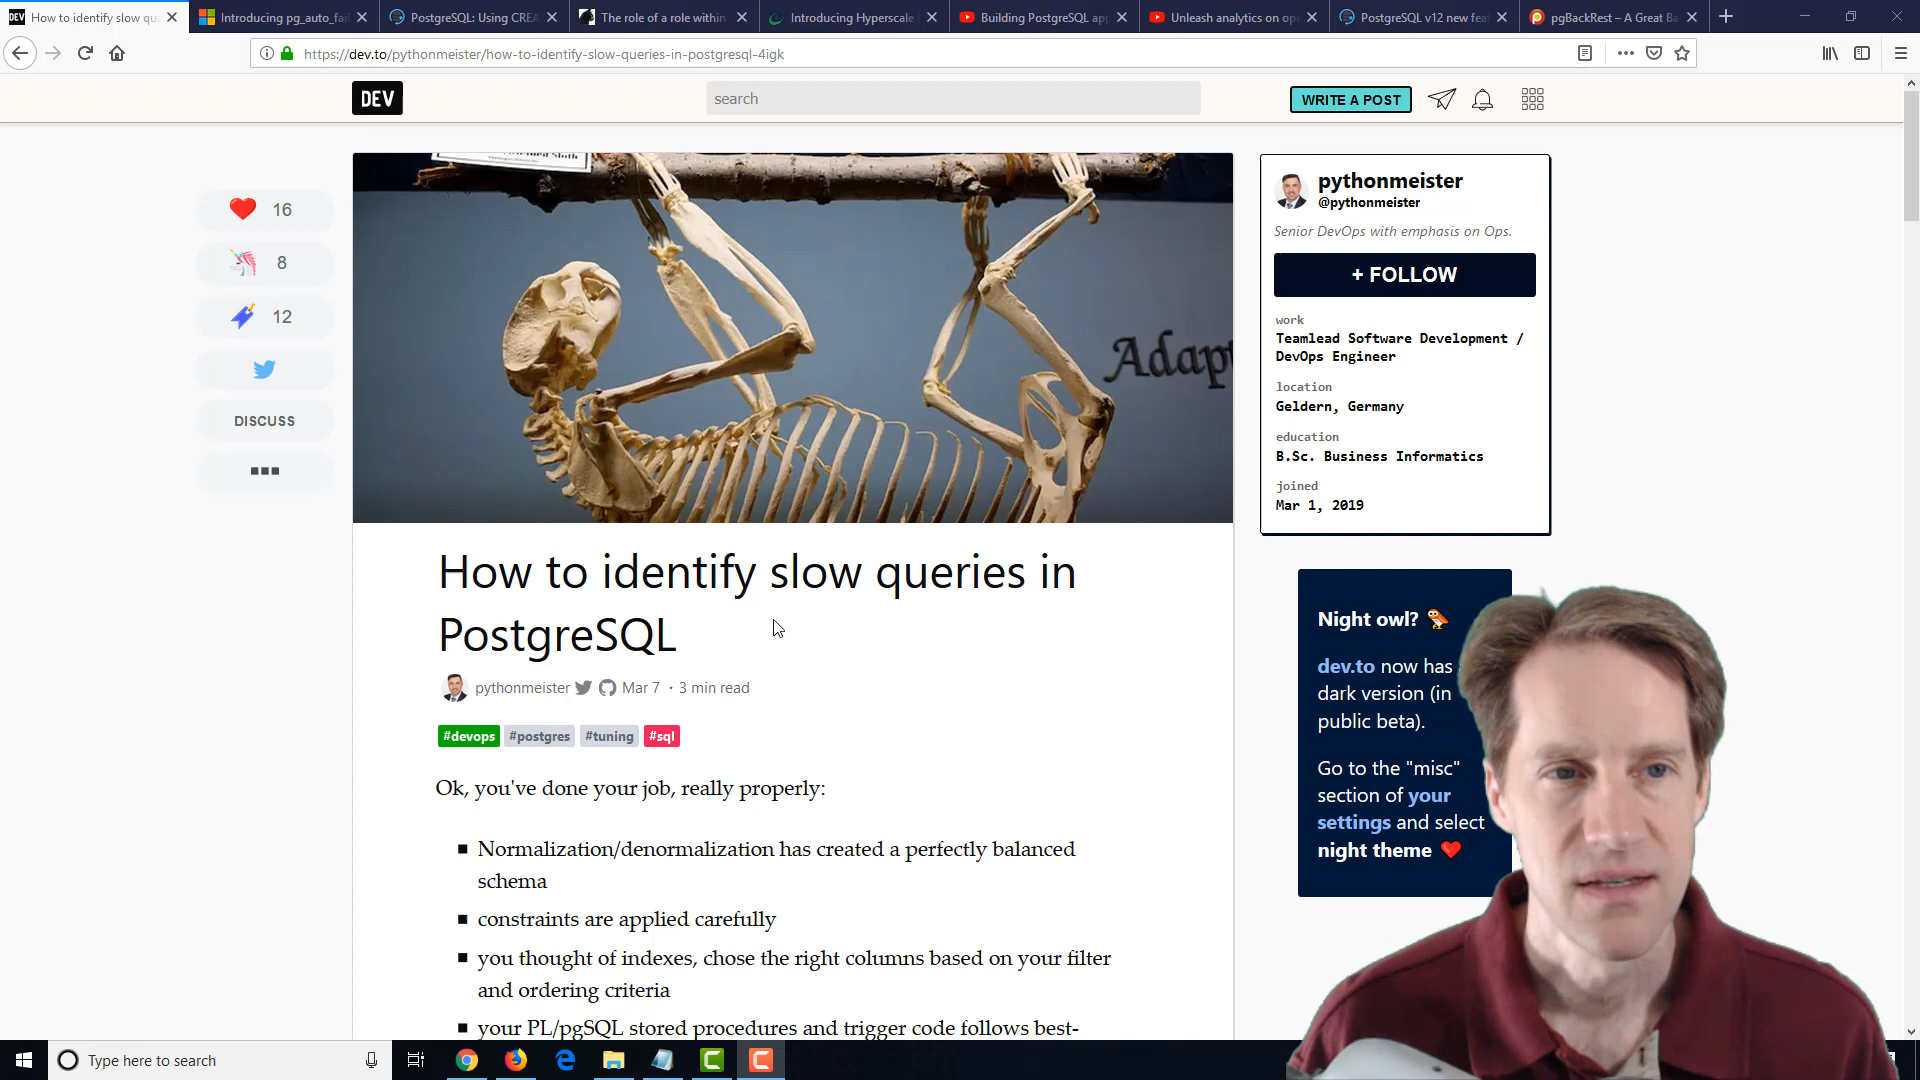 How to identify slow que
Introducing pg_auto_fai
PostgreSQL: Using CREA
The role of a role within
Introducing Hyperscale
Building PostgreSQL app
Unleash analytics on op
PostgreSQL v12 new fea
pgBackRest – A Great Ba
https://dev.to/pythonmeister/how-to-identify-slow-queries-in-postgresql-4igk
DEV
search
WRITE A POST
16
8
12
DISCUSS
Adap
How to identify slow queries in
PostgreSQL
pythonmeister Mar 7 • 3 min read
#devops #postgres #tuning #sql
Ok, you've done your job, really properly:
Normalization/denormalization has created a perfectly balanced
schema
constraints are applied carefully
you thought of indexes, chose the right columns based on your filter
and ordering criteria
your PL/pgSQL stored procedures and trigger code follows best-
pythonmeister
@pythonmeister
Senior DevOps with emphasis on Ops.
+ FOLLOW
work
Teamlead Software Development /
DevOps Engineer
location
Geldern, Germany
education
B.Sc. Business Informatics
joined
Mar 1, 2019
Night owl?
dev.to now has
dark version (in
public beta).
Go to the "misc"
section of your
settings and select
night theme
Type here to search